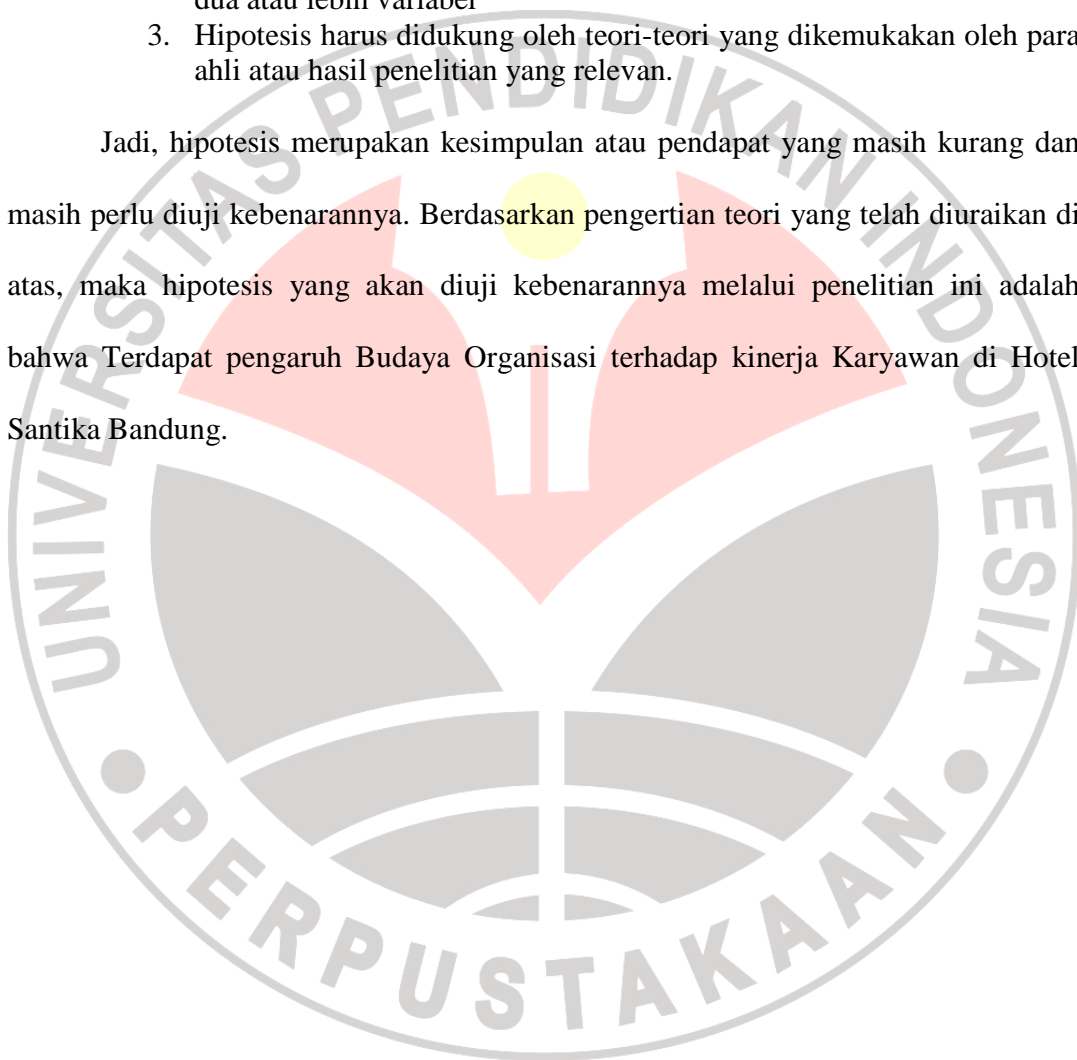 dua atau lebih variabel
3. Hipotesis harus didukung oleh teori-teori yang dikemukakan oleh para
ahli atau hasil penelitian yang relevan.
Jadi, hipotesis merupakan kesimpulan atau pendapat yang masih kurang dan
masih perlu diuji kebenarannya. Berdasarkan pengertian teori yang telah diuraikan di
atas, maka hipotesis yang akan diuji kebenarannya melalui penelitian ini adalah
bahwa Terdapat pengaruh Budaya Organisasi terhadap kinerja Karyawan di Hotel
Santika Bandung.
UNIVERSITAS PENDIDIKAN INDONESIA
PERPUSTAKAAN